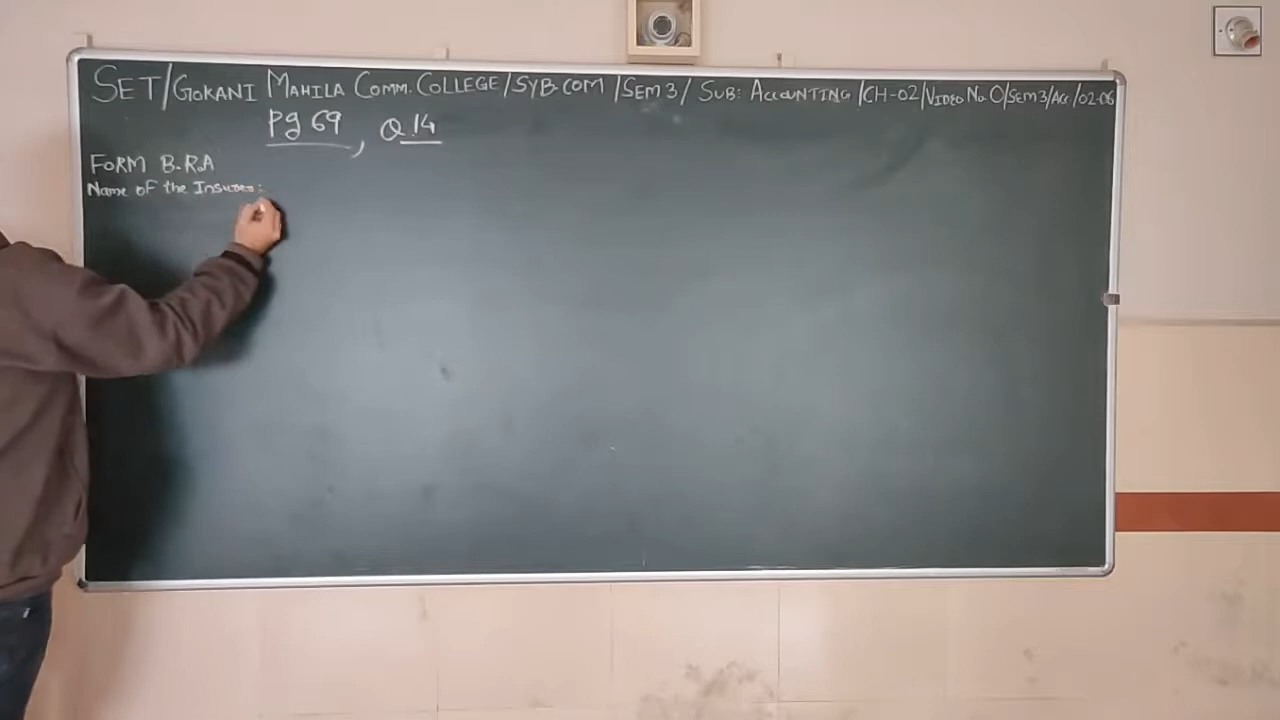 SET/GOKANI MAHILA COMM. COLLEGE/SYB.COM/SEM 3/ SUB: ACCOUNTING/CH-02/VIDEO No. O/SEM3/Acc/02.06
Pg 69, Q.14
FORM B.R.A
Name of the Insurer: